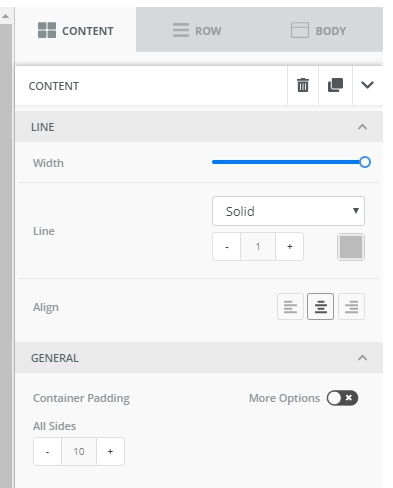 CONTENT ROW BODY
CONTENT
LINE
Width
Solid
Line
- 1 +
Align
GENERAL
Container Padding More Options
All Sides
- 10 +